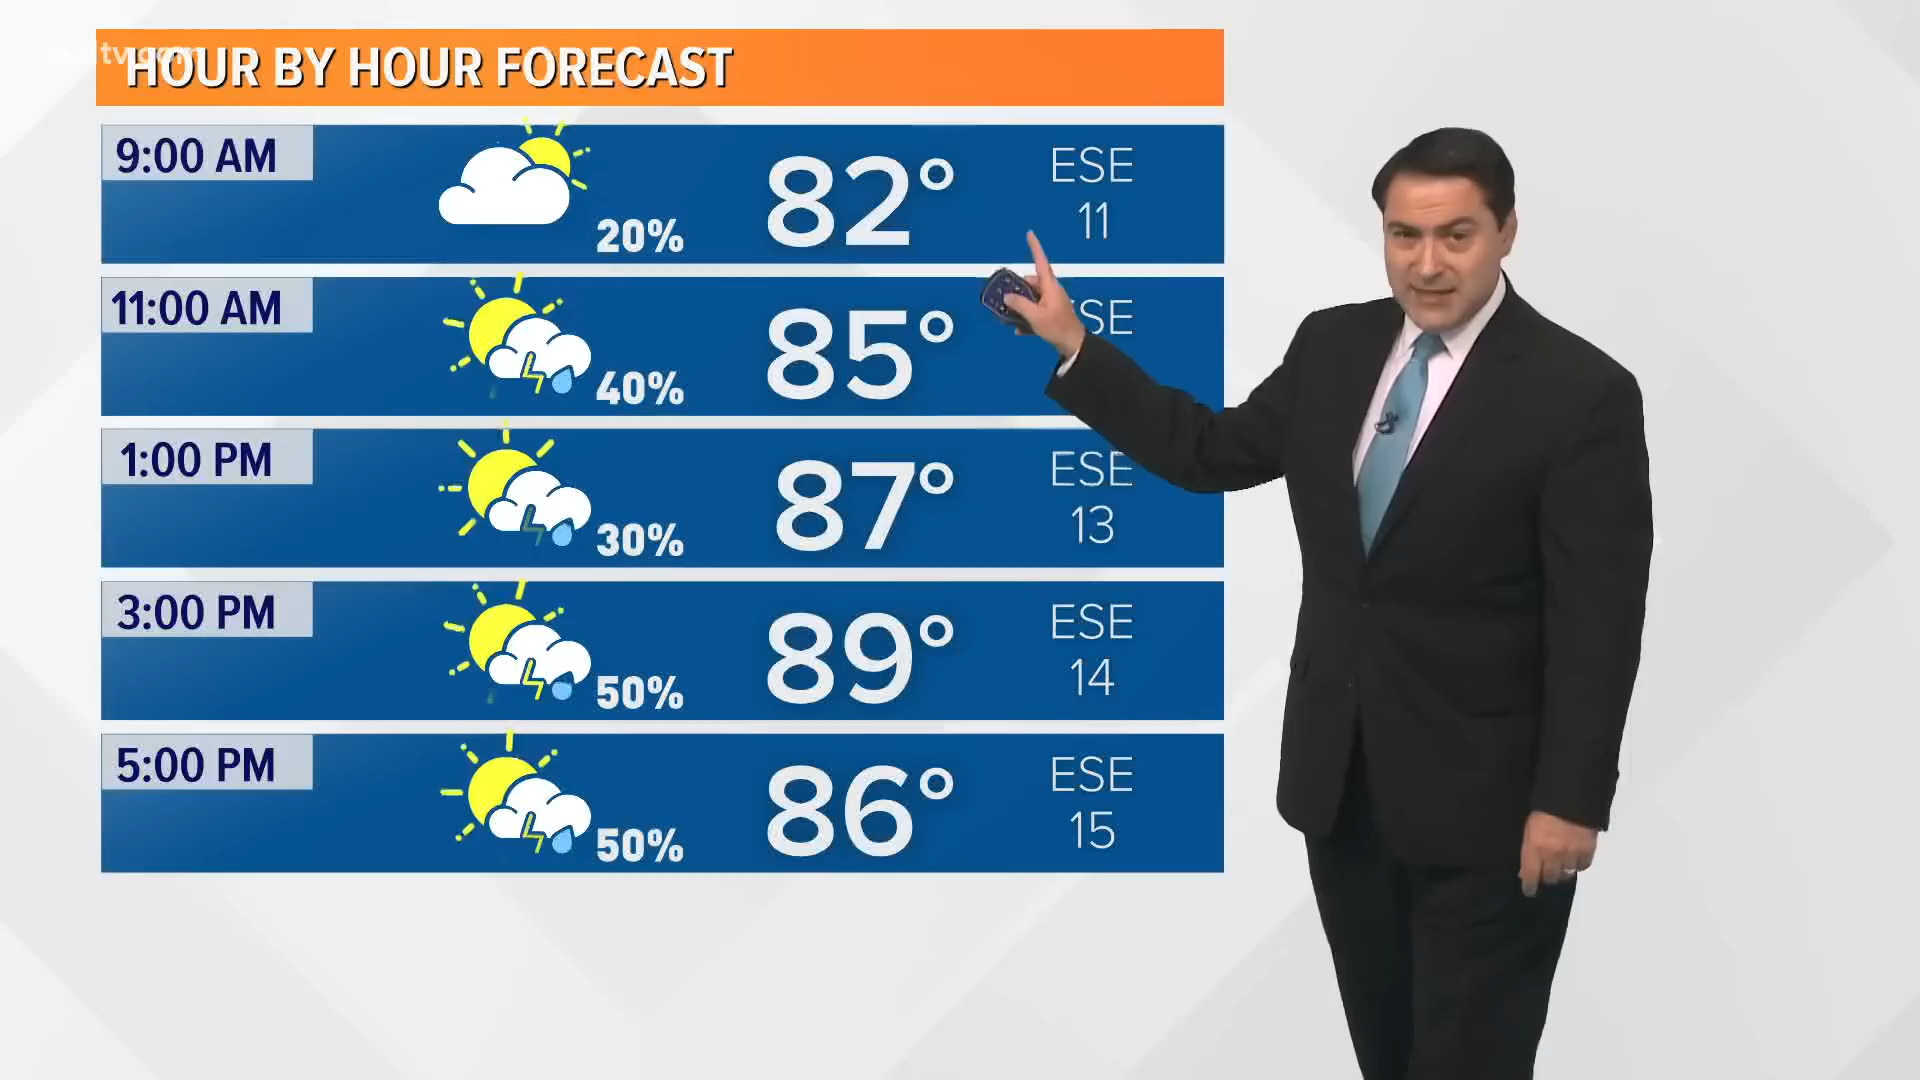 HOUR BY HOUR FORECAST
9:00 AM
20%
82°
ESE
11
11:00 AM
40%
85°
1:00 PM
30%
87°
ESE
13
3:00 PM
50%
89°
ESE
14
5:00 PM
50%
86°
ESE
15